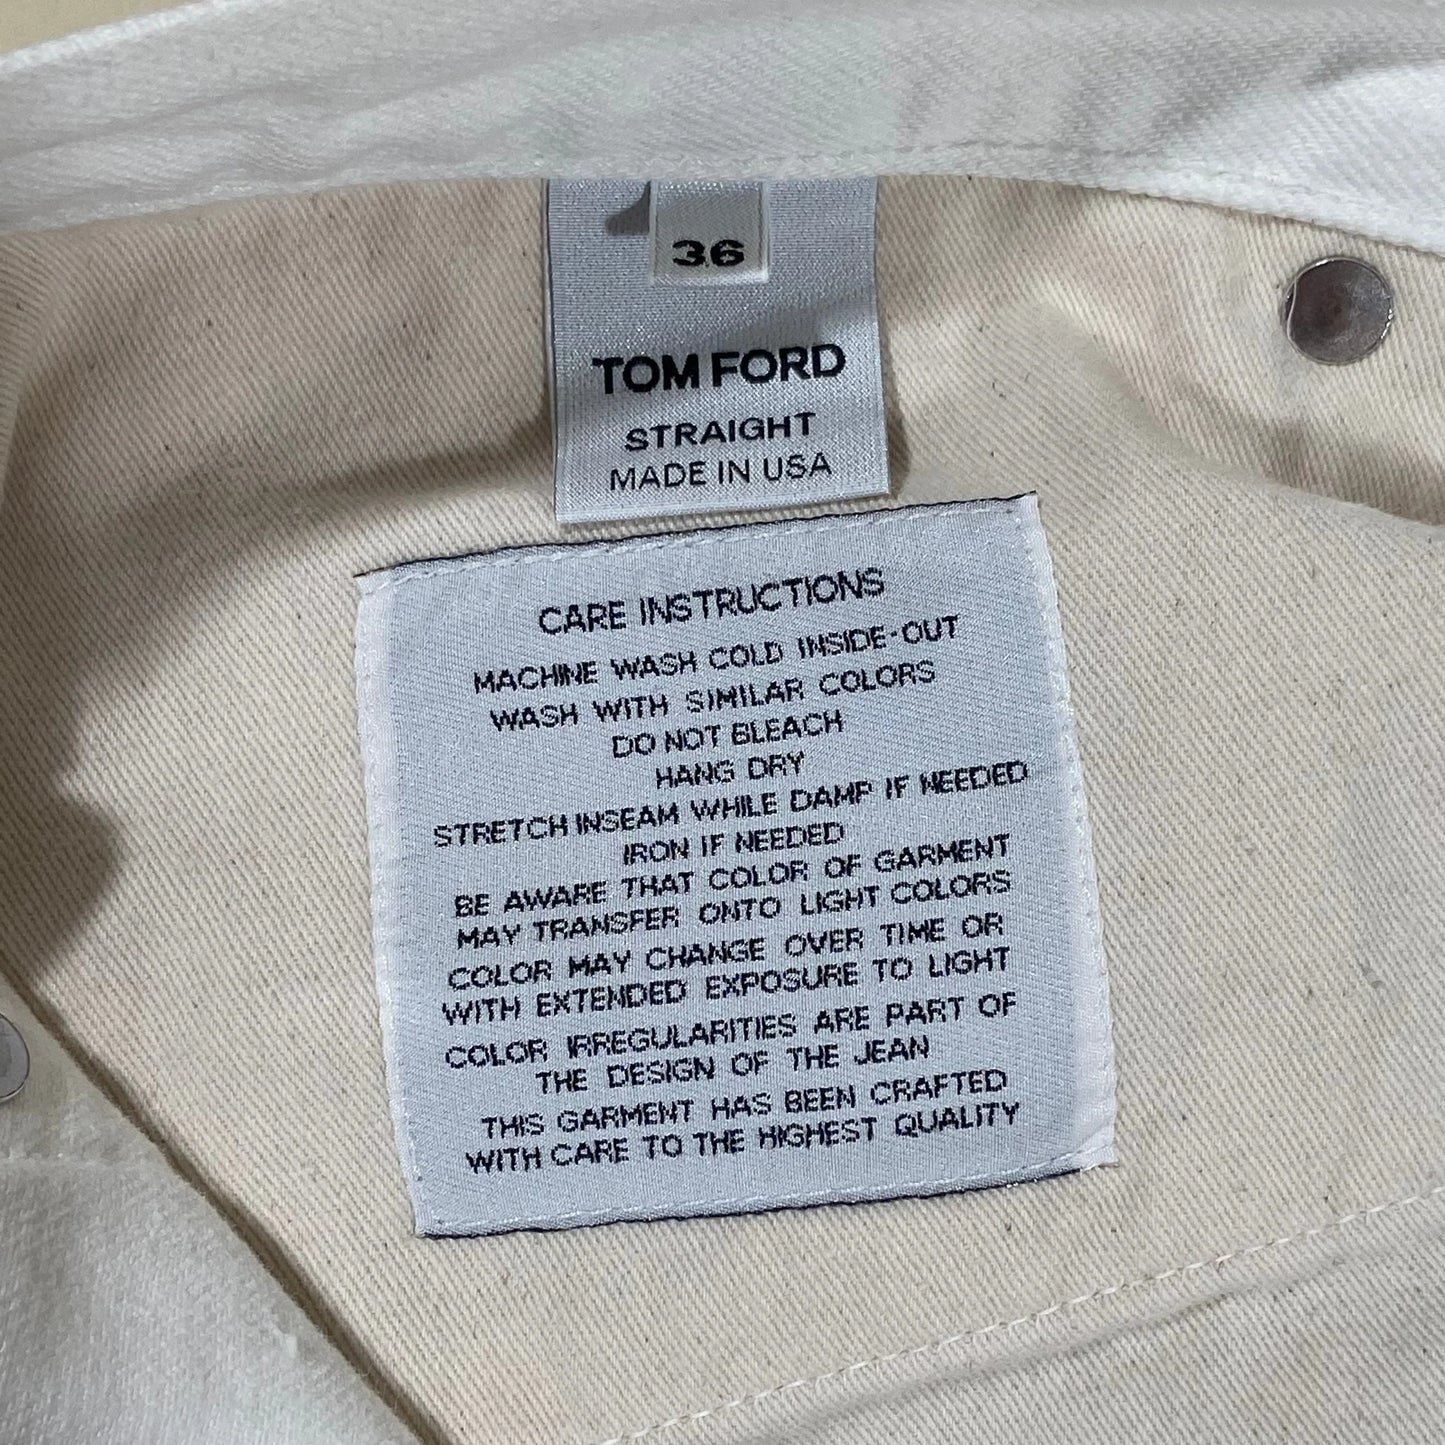 36
TOM FORD
STRAIGHT
MADE IN USA
CARE INSTRUCTIONS
MACHINE WASH COLD INSIDE-OUT
WASH WITH SIMILAR COLORS
DO NOT BLEACH
HANG DRY
STRETCH INSEAM WHILE DAMP IF NEEDED
IRON IF NEEDED
BE AWARE THAT COLOR OF GARMENT
MAY TRANSFER ONTO LIGHT COLORS
COLOR MAY CHANGE OVER TIME OR
WITH EXTENDED EXPOSURE TO LIGHT
COLOR IRREGULARITIES ARE PART OF
THE DESIGN OF THE JEAN
THIS GARMENT HAS BEEN CRAFTED
WITH CARE TO THE HIGHEST QUALITY